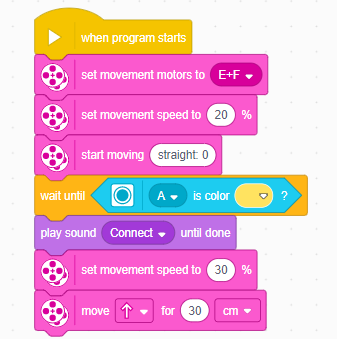 when program starts
set movement motors to E+F
set movement speed to 20 %
start moving straight: 0
wait until A is color ?
play sound Connect until done
set movement speed to 30 %
move for 30 cm